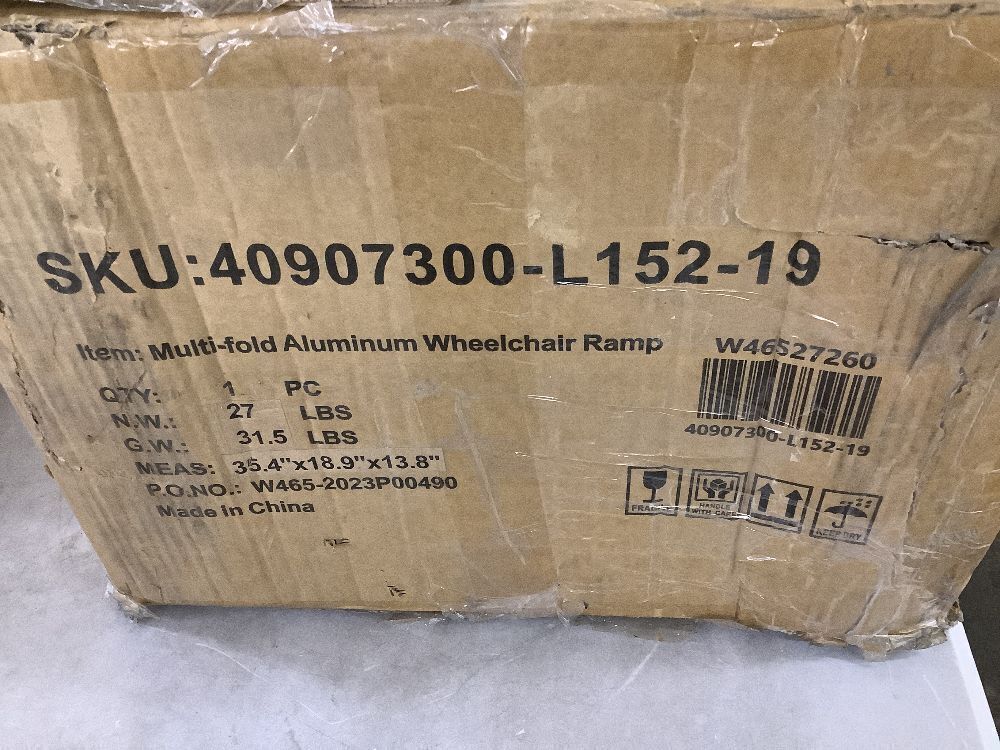 SKU:40907300-L152-19
Item: Multi-fold Aluminum Wheelchair Ramp
QTY: 1 PC
N.W.: 27 LBS
G.W.: 31.5 LBS
MEAS: 35.4"x18.9"x13.8"
P.O.NO.: W465-2023P00490
Made in China
W46527260
40907300-L152-19
FRAGILE
HANDLE WITH CARE
KEEP DRY